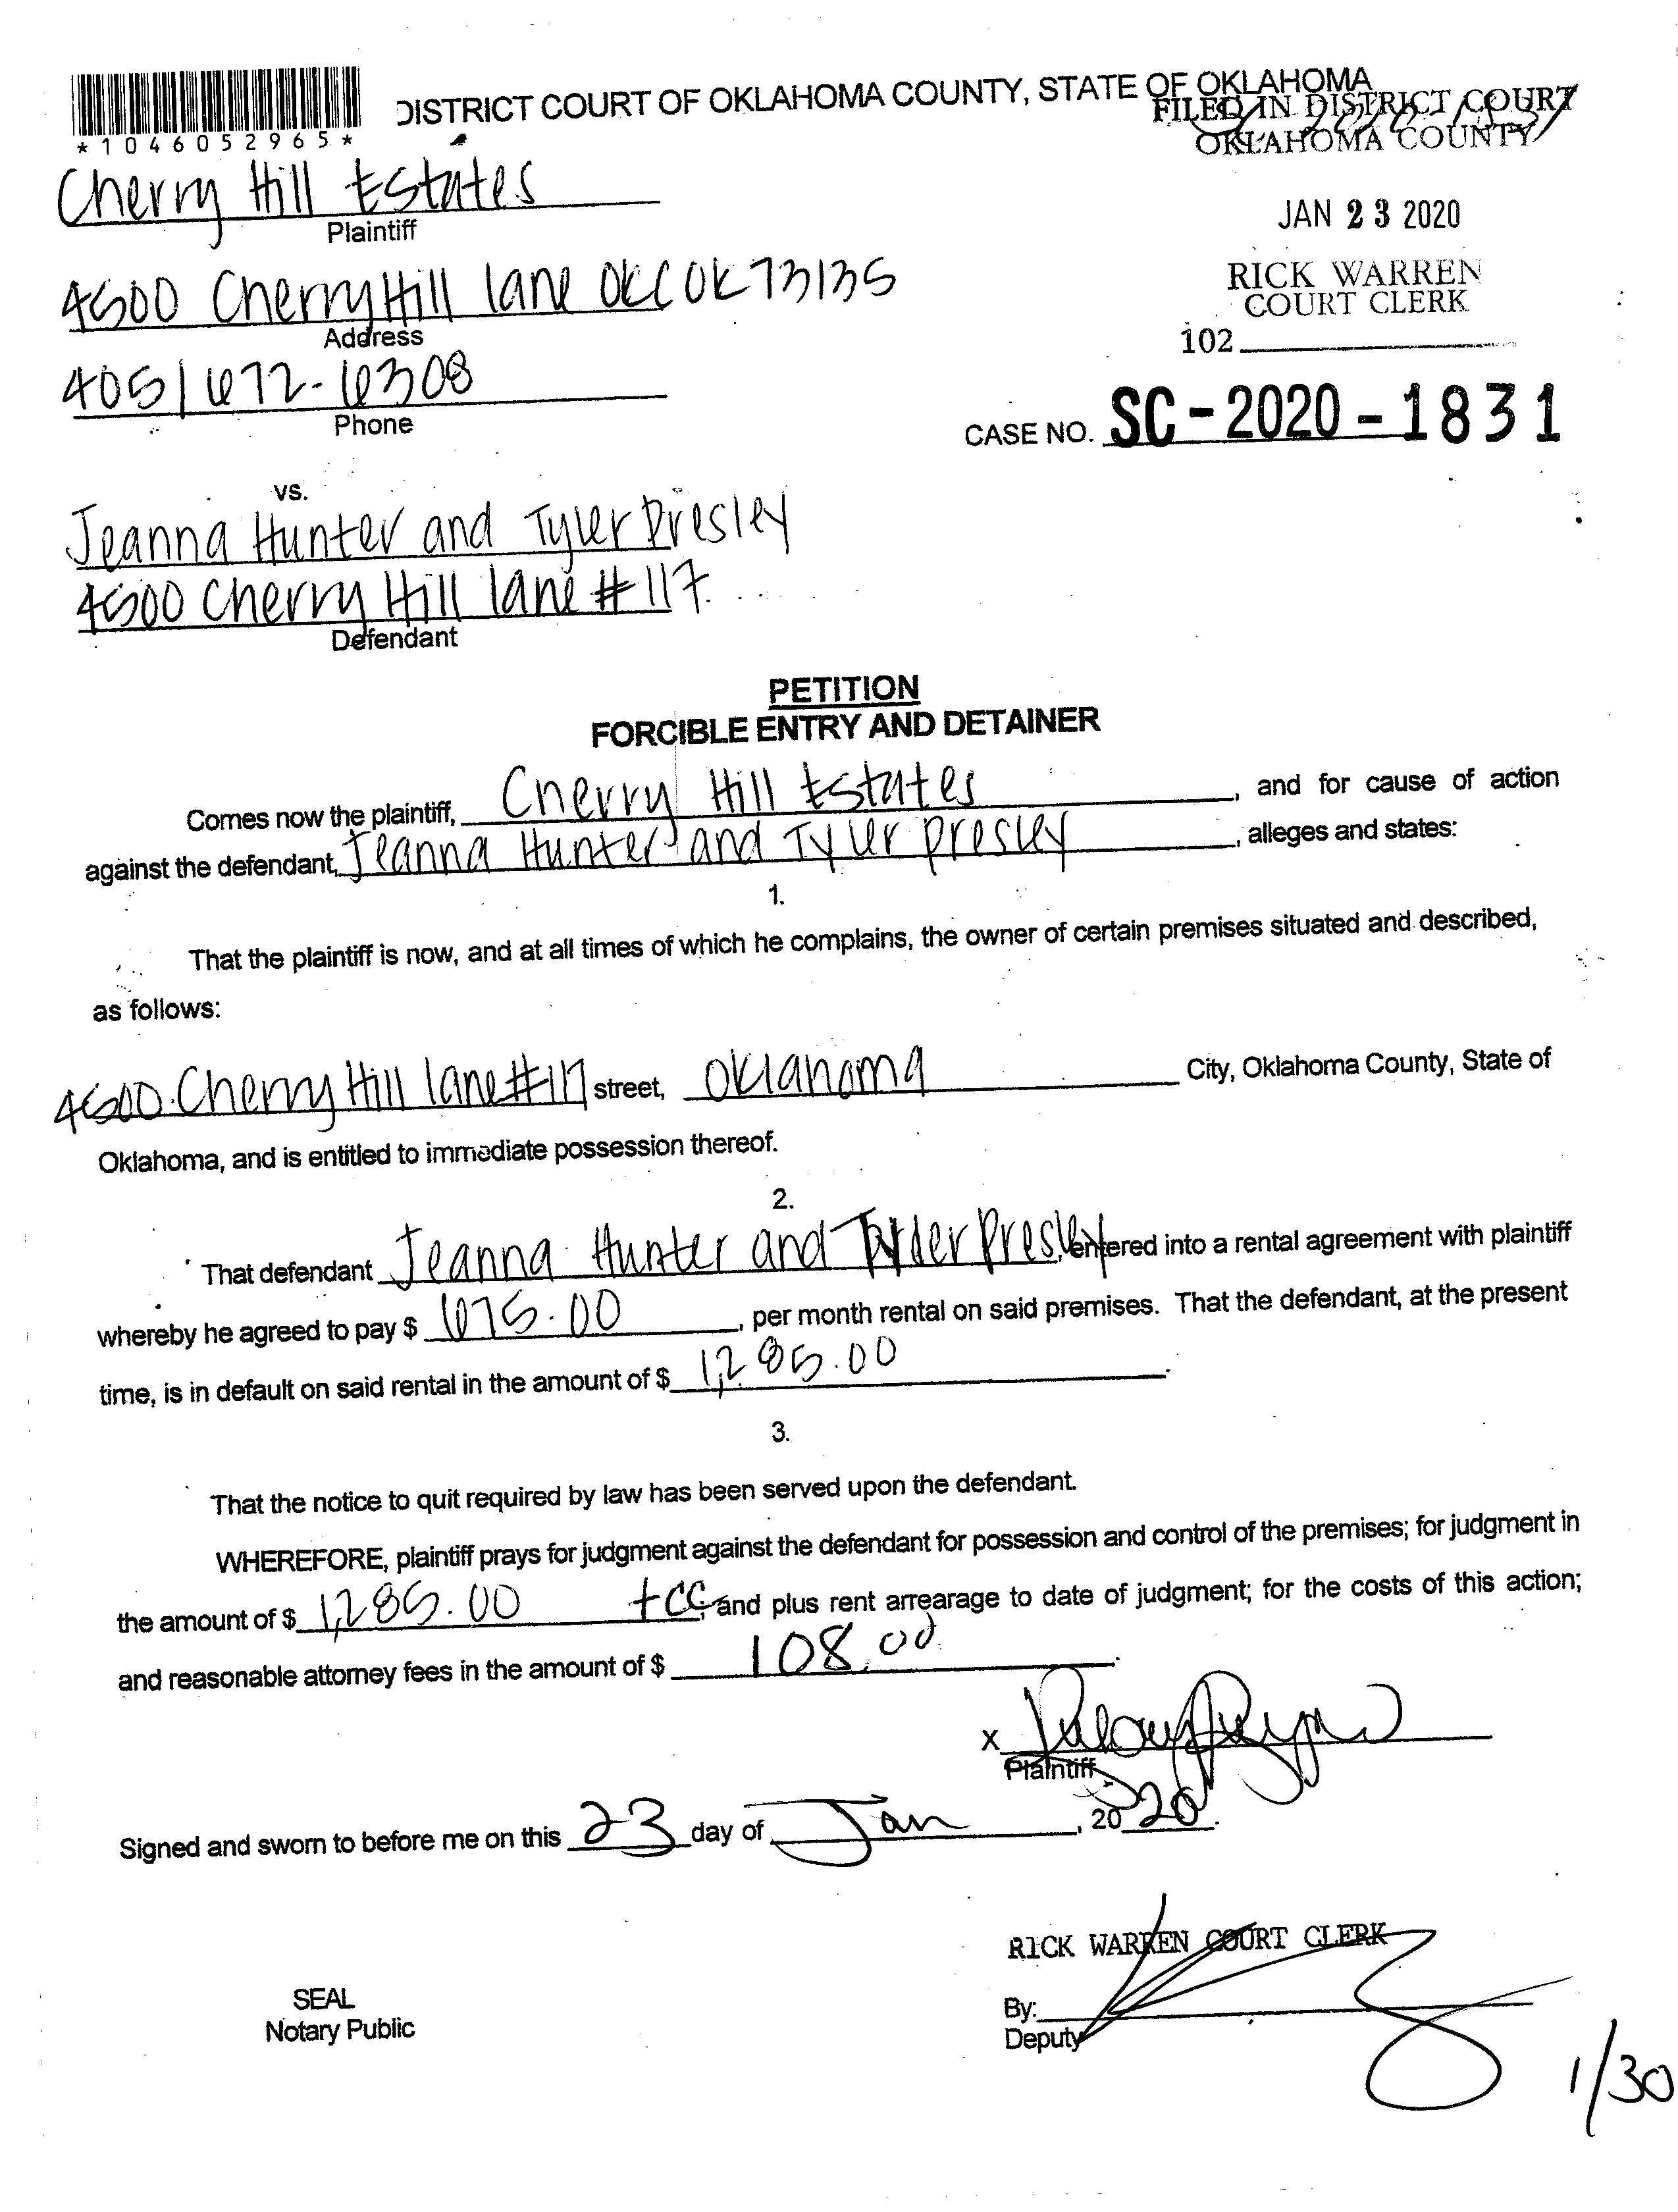 *1046052965*
DISTRICT COURT OF OKLAHOMA COUNTY, STATE OF OKLAHOMA
FILED IN DISTRICT COURT
OKLAHOMA COUNTY
Cherry Hill Estates
Plaintiff
JAN 23 2020
4500 Cherry Hill lane OKC OK 73135
Address
RICK WARREN
COURT CLERK
102
405/672-6308
Phone
CASE NO. SC-2020-1831
vs.
Jeanna Hunter and Tyler Presley
4500 Cherry Hill lane #117
Defendant
PETITION
FORCIBLE ENTRY AND DETAINER
Comes now the plaintiff, Cherry Hill Estates, and for cause of action
against the defendant, Jeanna Hunter and Tyler presley, alleges and states:
1.
That the plaintiff is now, and at all times of which he complains, the owner of certain premises situated and described,
as follows:
4500 Cherry Hill lane #117 street, Oklahoma City, Oklahoma County, State of
Oklahoma, and is entitled to immediate possession thereof.
2.
That defendant Jeanna Hunter and Tyler Presley, entered into a rental agreement with plaintiff
whereby he agreed to pay $ 675.00, per month rental on said premises. That the defendant, at the present
time, is in default on said rental in the amount of $ 1,285.00.
3.
That the notice to quit required by law has been served upon the defendant.
WHEREFORE, plaintiff prays for judgment against the defendant for possession and control of the premises; for judgment in
the amount of $ 1,285.00 +CC, and plus rent arrearage to date of judgment; for the costs of this action;
and reasonable attorney fees in the amount of $ 108.00.
X
Plaintiff
Signed and sworn to before me on this 23 day of Jan, 2020.
RICK WARREN COURT CLERK
SEAL
Notary Public
By:
Deputy
1/30